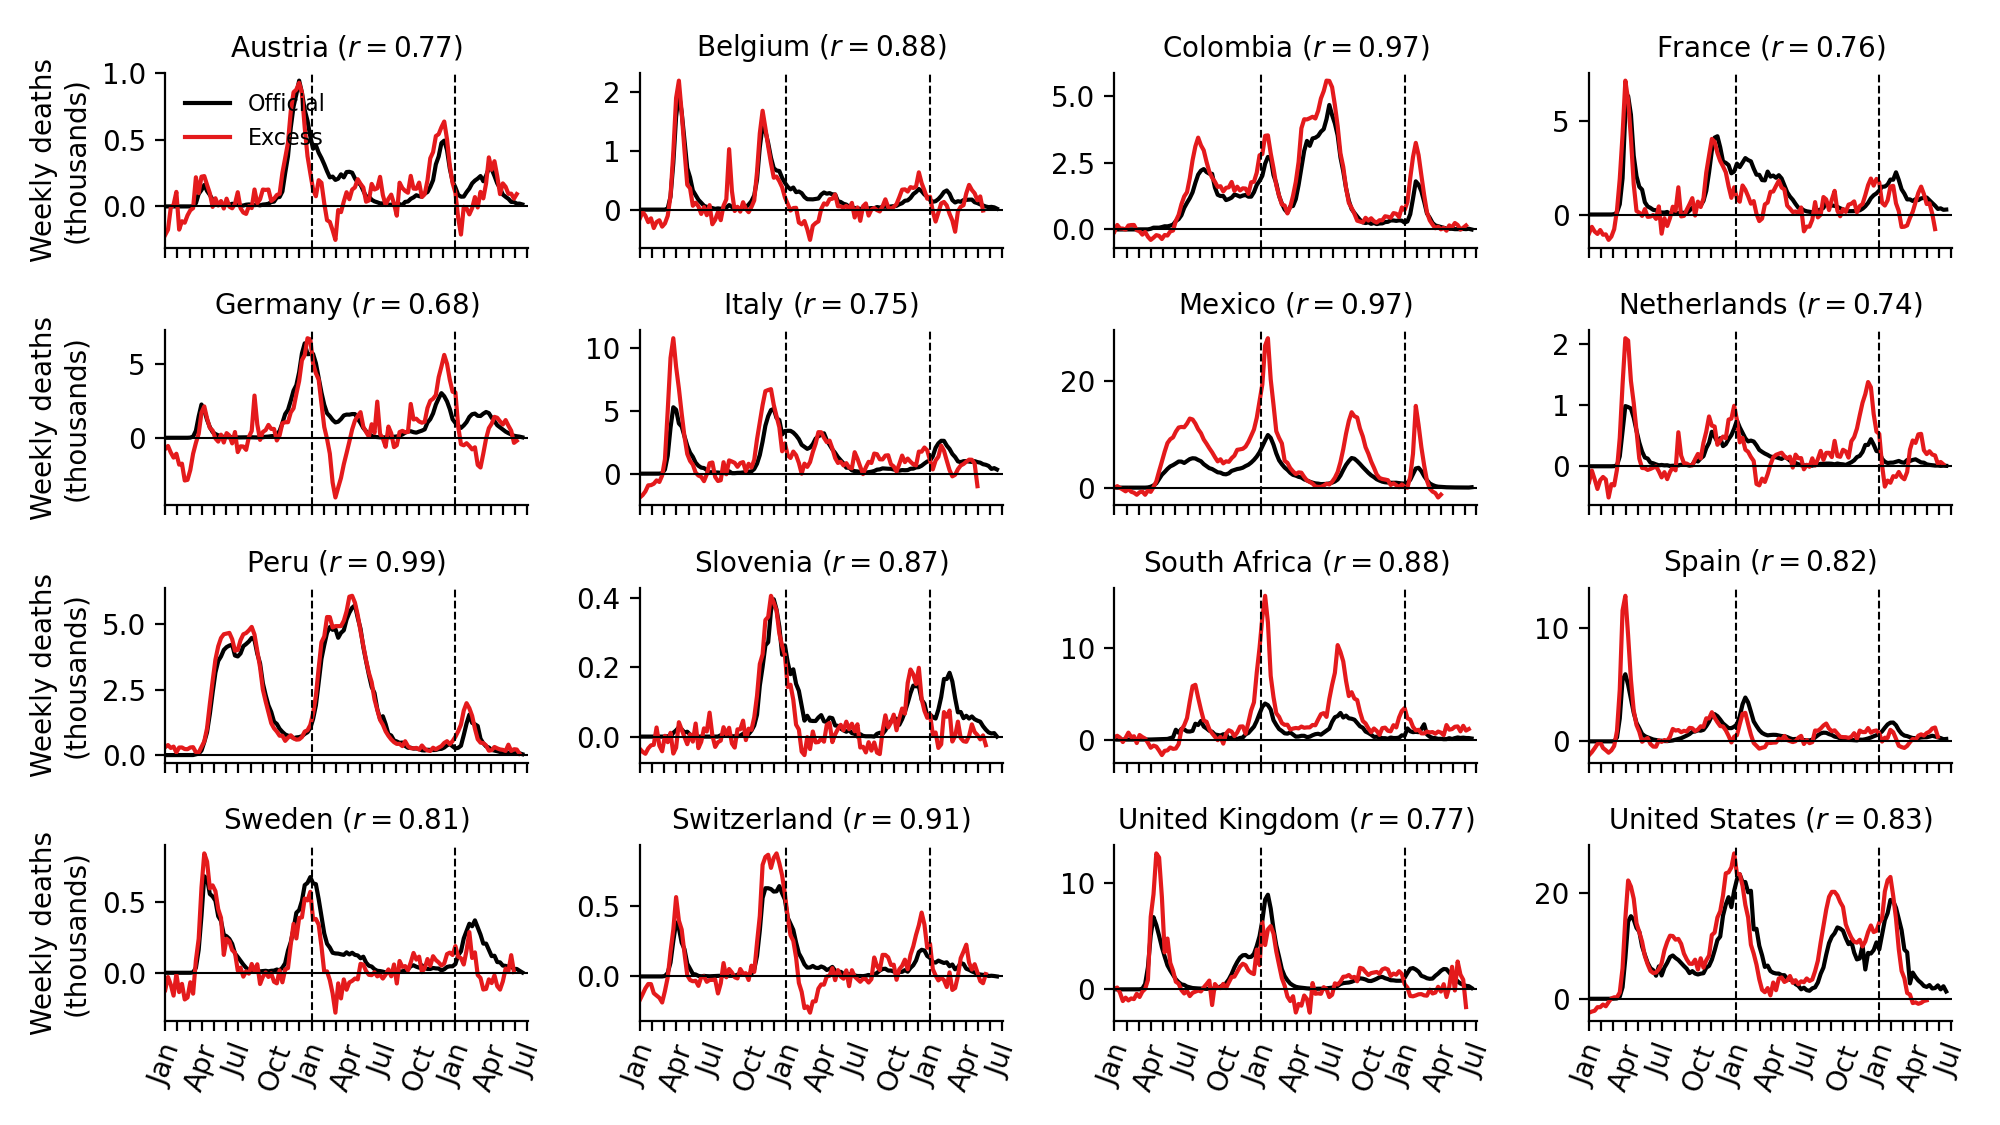 Austria (r = 0.77)
Belgium (r = 0.88)
Colombia (r = 0.97)
France (r = 0.76)
Weekly deaths
(thousands)
1.0
0.5
0.0
Official
Excess
2
1
0
5.0
2.5
0.0
5
0
Germany (r = 0.68)
Italy (r = 0.75)
Mexico (r = 0.97)
Netherlands (r = 0.74)
Weekly deaths
(thousands)
5
0
10
5
0
20
0
2
1
0
Peru (r = 0.99)
Slovenia (r = 0.87)
South Africa (r = 0.88)
Spain (r = 0.82)
Weekly deaths
(thousands)
5.0
2.5
0.0
0.4
0.2
0.0
10
0
10
0
Sweden (r = 0.81)
Switzerland (r = 0.91)
United Kingdom (r = 0.77)
United States (r = 0.83)
Weekly deaths
(thousands)
0.5
0.0
0.5
0.0
10
0
20
0
Jan Apr Jul Oct Jan Apr Jul Oct Jan Apr Jul
Jan Apr Jul Oct Jan Apr Jul Oct Jan Apr Jul
Jan Apr Jul Oct Jan Apr Jul Oct Jan Apr Jul
Jan Apr Jul Oct Jan Apr Jul Oct Jan Apr Jul